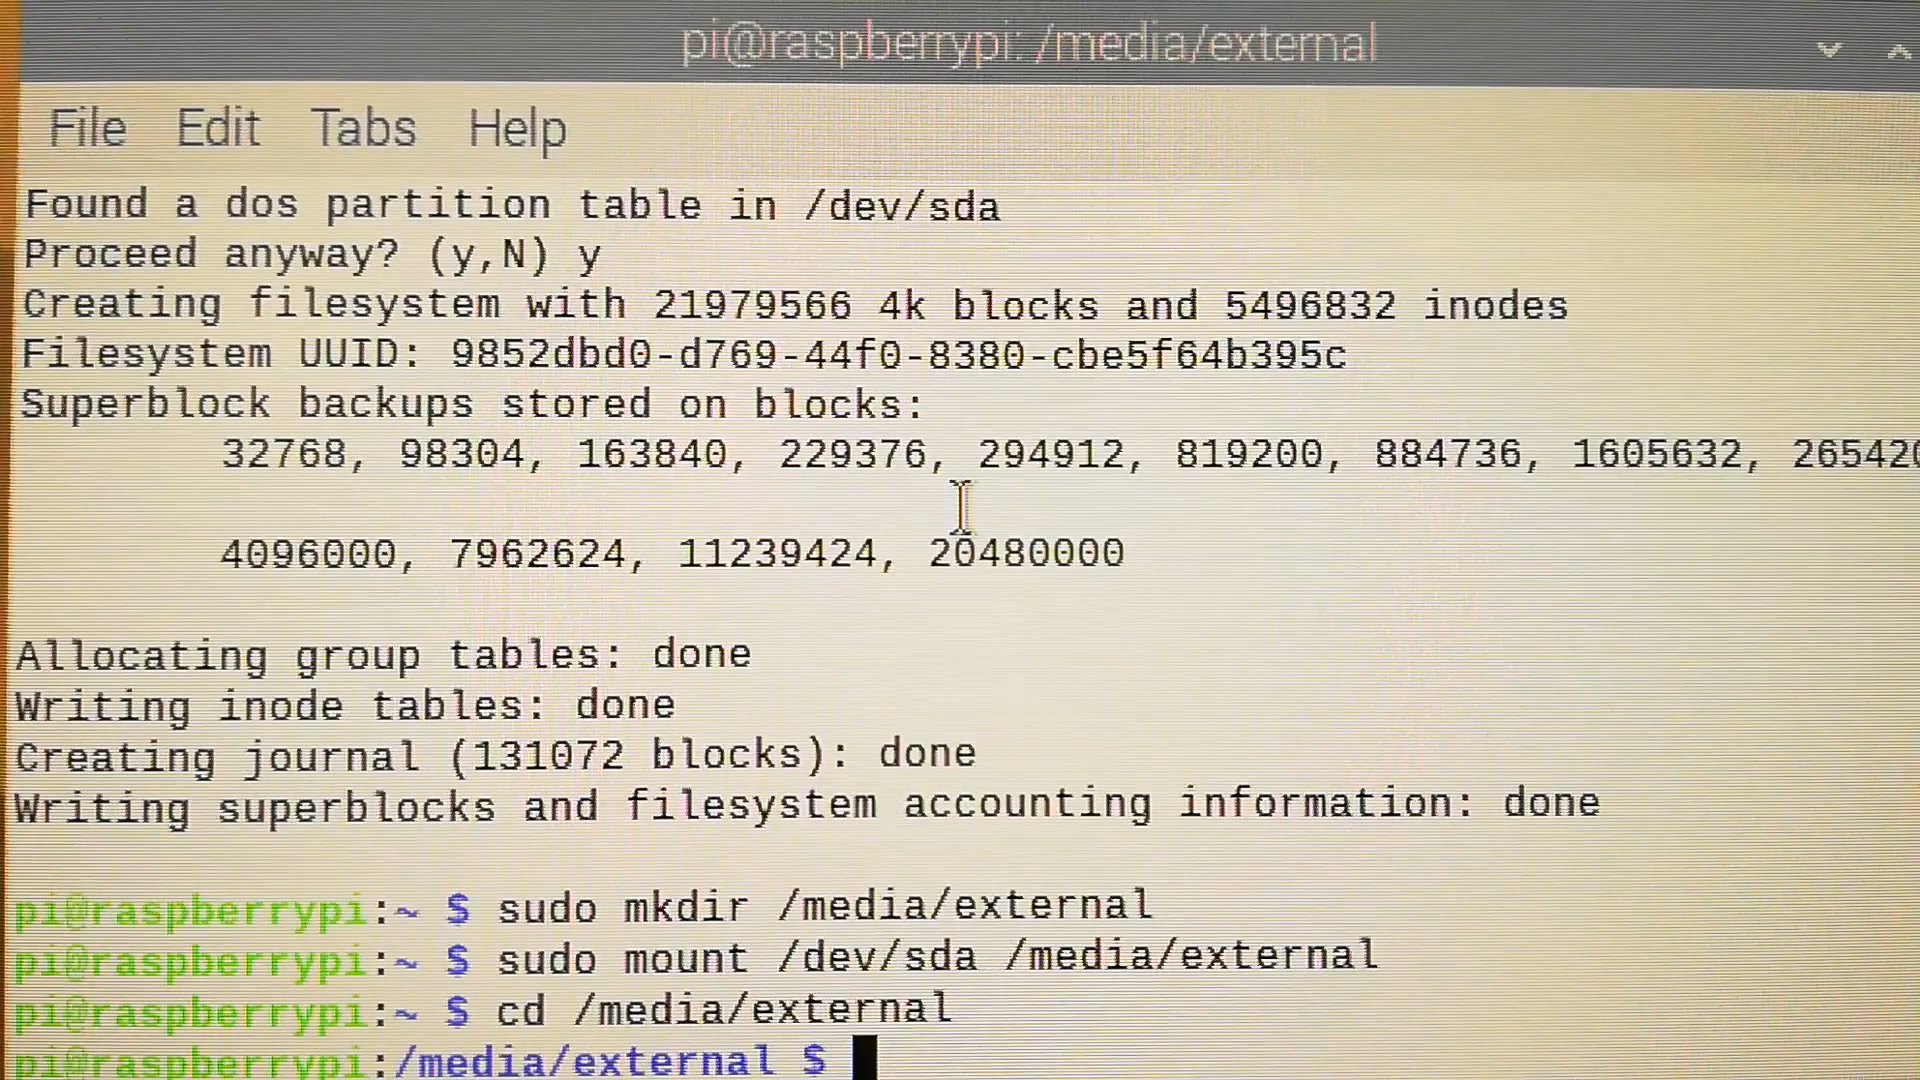 pi@raspberrypi: /media/external
File Edit Tabs Help
Found a dos partition table in /dev/sda
Proceed anyway? (y,N) y
Creating filesystem with 21979566 4k blocks and 5496832 inodes
Filesystem UUID: 9852dbd0-d769-44f0-8380-cbe5f64b395c
Superblock backups stored on blocks:
32768, 98304, 163840, 229376, 294912, 819200, 884736, 1605632, 265420
4096000, 7962624, 11239424, 20480000
Allocating group tables: done
Writing inode tables: done
Creating journal (131072 blocks): done
Writing superblocks and filesystem accounting information: done
pi@raspberrypi:~ $ sudo mkdir /media/external
pi@raspberrypi:~ $ sudo mount /dev/sda /media/external
pi@raspberrypi:~ $ cd /media/external
pi@raspberrypi:/media/external $